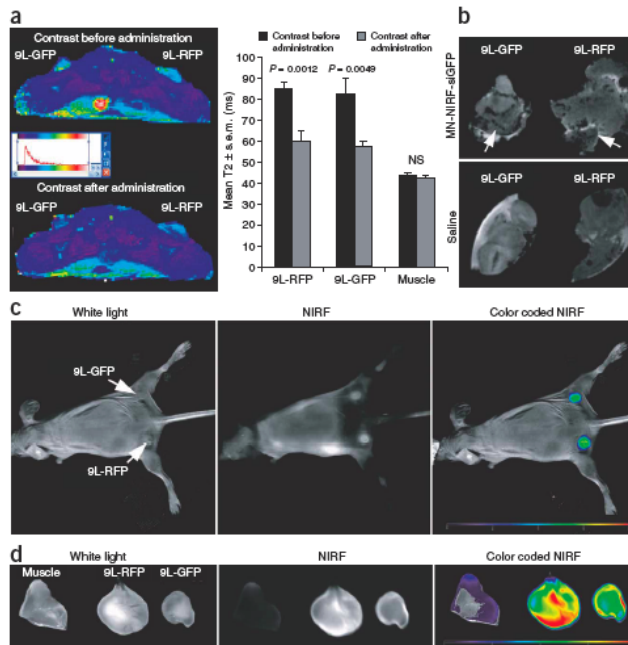 a
Contrast before administration
9L-GFP 9L-RFP
Contrast after administration
9L-GFP 9L-RFP
Contrast before administration
Contrast after administration
P = 0.0012 P = 0.0049
NS
Mean T2 ± s.e.m. (ms)
100
90
80
70
60
50
40
30
20
10
0
9L-RFP 9L-GFP Muscle
b
MN-NIRF-siGFP
9L-GFP 9L-RFP
Saline
9L-GFP 9L-RFP
c
White light NIRF Color coded NIRF
9L-GFP
9L-RFP
d
White light NIRF Color coded NIRF
Muscle 9L-RFP 9L-GFP